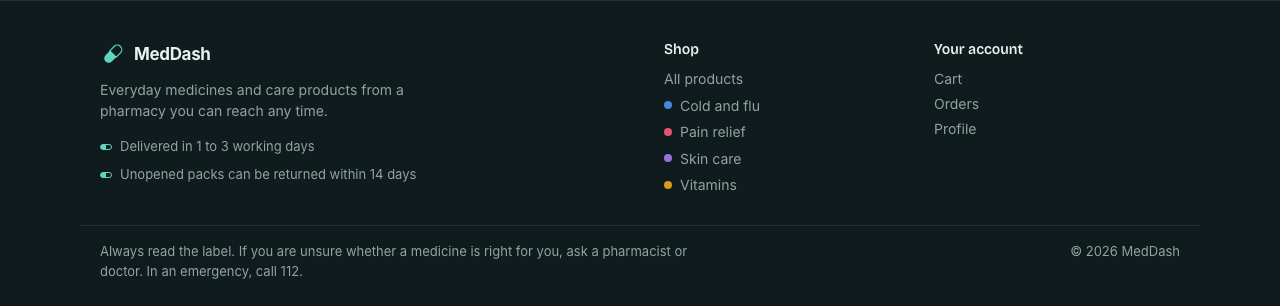 MedDash
Everyday medicines and care products from a
pharmacy you can reach any time.
Delivered in 1 to 3 working days
Unopened packs can be returned within 14 days
Shop
All products
Cold and flu
Pain relief
Skin care
Vitamins
Your account
Cart
Orders
Profile
Always read the label. If you are unsure whether a medicine is right for you, ask a pharmacist or
doctor. In an emergency, call 112.
© 2026 MedDash